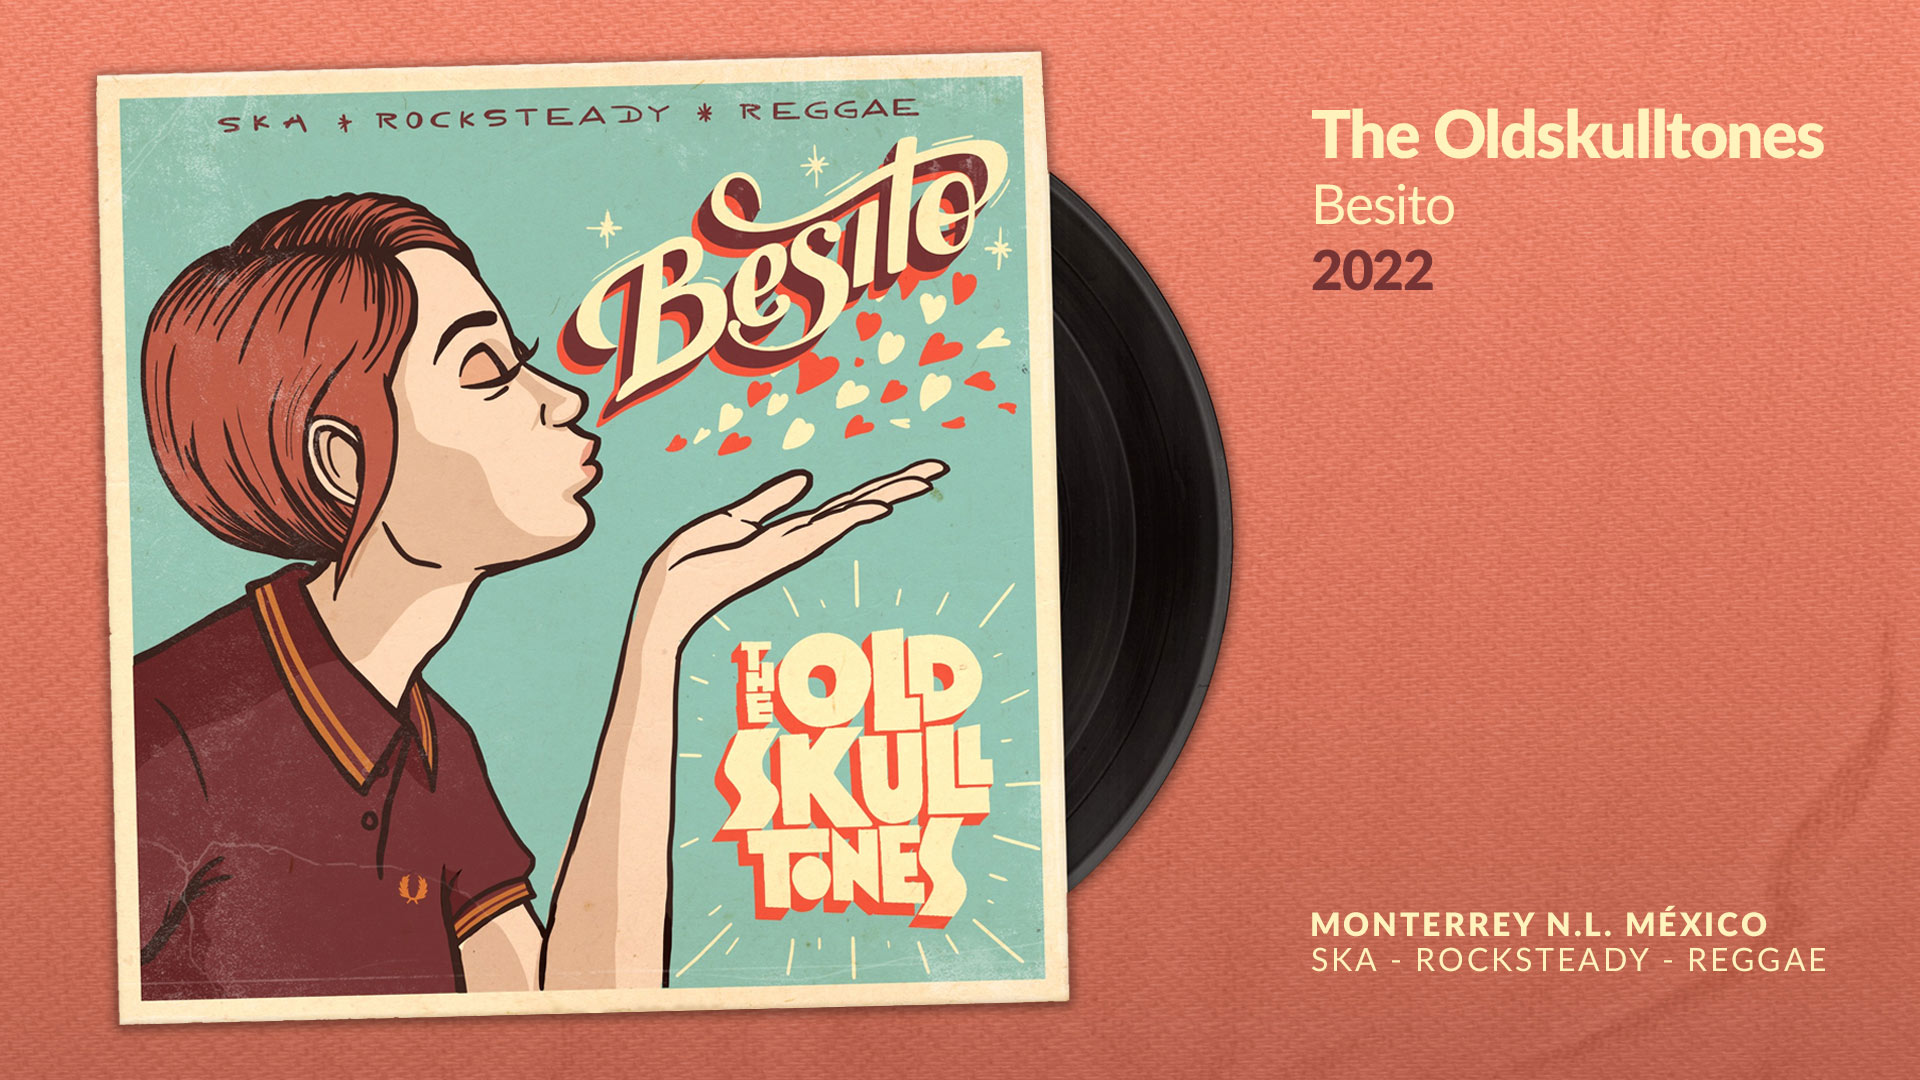 SKA * ROCKSTEADY * REGGAE
Besito
THE OLD
SKULL
TONES
The Oldskulltones
Besito
2022
MONTERREY N.L. MÉXICO
SKA - ROCKSTEADY - REGGAE